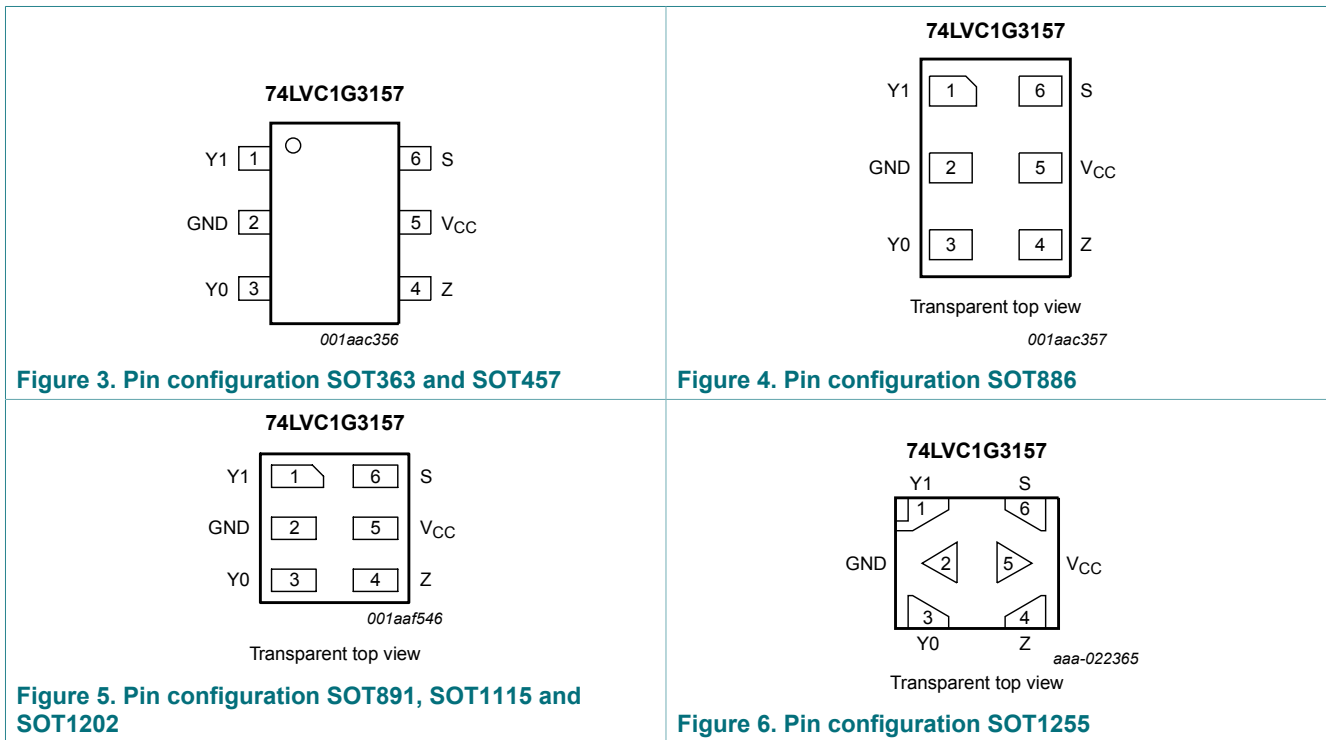 74LVC1G3157
Y1 1 6 S
GND 2 5 VCC
Y0 3 4 Z
001aac356
Figure 3. Pin configuration SOT363 and SOT457
74LVC1G3157
Y1 1 6 S
GND 2 5 VCC
Y0 3 4 Z
Transparent top view
001aac357
Figure 4. Pin configuration SOT886
74LVC1G3157
Y1 1 6 S
GND 2 5 VCC
Y0 3 4 Z
001aaf546
Transparent top view
Figure 5. Pin configuration SOT891, SOT1115 and
SOT1202
74LVC1G3157
Y1 S
1 6
GND 2 5 VCC
3 4
Y0 Z
aaa-022365
Transparent top view
Figure 6. Pin configuration SOT1255